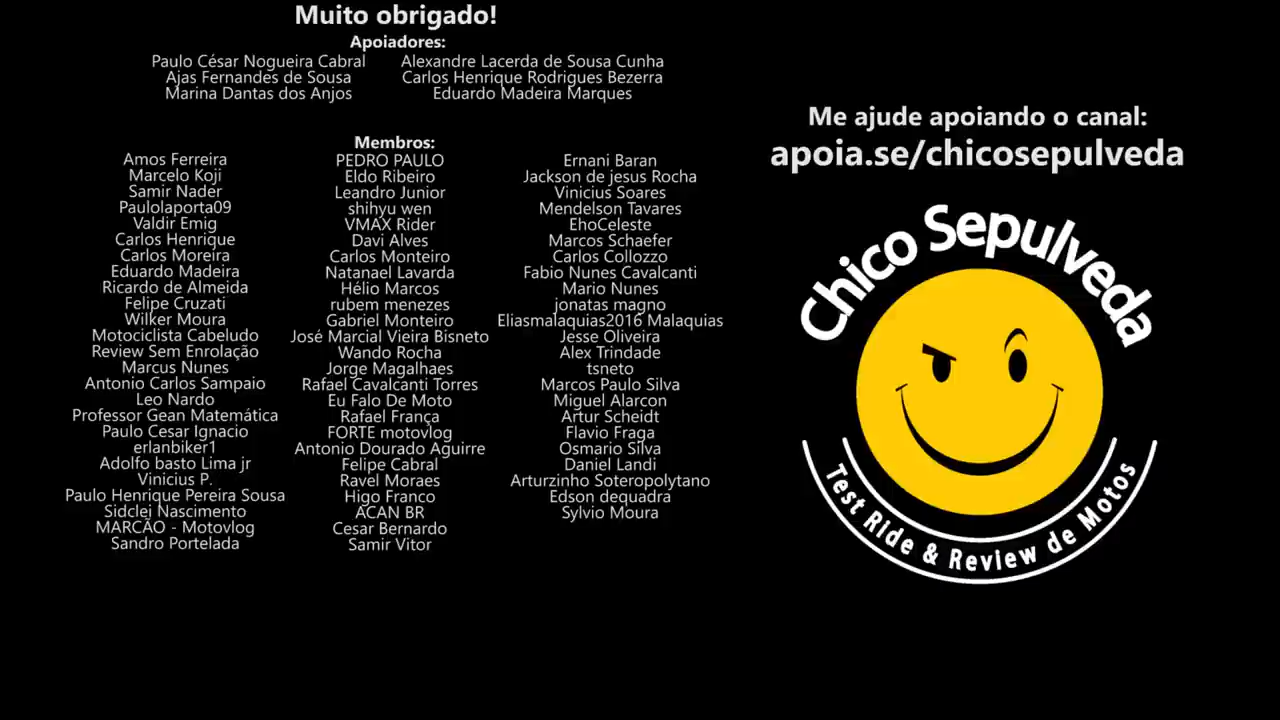 Muito obrigado!
Apoiadores:
Paulo César Nogueira Cabral
Ajas Fernandes de Sousa
Marina Dantas dos Anjos
Alexandre Lacerda de Sousa Cunha
Carlos Henrique Rodrigues Bezerra
Eduardo Madeira Marques
Membros:
Amos Ferreira
Marcelo Koji
Samir Nader
Paulolaporta09
Valdir Emig
Carlos Henrique
Carlos Moreira
Eduardo Madeira
Ricardo de Almeida
Felipe Cruzati
Wilker Moura
Motociclista Cabeludo
Review Sem Enrolação
Marcus Nunes
Antonio Carlos Sampaio
Leo Nardo
Professor Gean Matemática
Paulo Cesar Ignacio
erlanbiker1
Adolfo basto Lima jr
Vinicius P.
Paulo Henrique Pereira Sousa
Sidclei Nascimento
MARCÃO - Motovlog
Sandro Portelada
PEDRO PAULO
Eldo Ribeiro
Leandro Junior
shihyu wen
VMAX Rider
Davi Alves
Carlos Monteiro
Natanael Lavarda
Hélio Marcos
rubem menezes
Gabriel Monteiro
José Marcial Vieira Bisneto
Wando Rocha
Jorge Magalhaes
Rafael Cavalcanti Torres
Eu Falo De Moto
Rafael França
FORTE motovlog
Antonio Dourado Aguirre
Felipe Cabral
Ravel Moraes
Higo Franco
ACAN BR
Cesar Bernardo
Samir Vitor
Ernani Baran
Jackson de jesus Rocha
Vinicius Soares
Mendelson Tavares
EhoCeleste
Marcos Schaefer
Carlos Collozzo
Fabio Nunes Cavalcanti
Mario Nunes
jonatas magno
Eliasmalaquias2016 Malaquias
Jesse Oliveira
Alex Trindade
tsneto
Marcos Paulo Silva
Miguel Alarcon
Artur Scheidt
Flavio Fraga
Osmario Silva
Daniel Landi
Arturzinho Soteropolytano
Edson dequadra
Sylvio Moura
Me ajude apoiando o canal:
apoia.se/chicosepulveda
Chico Sepulveda
Test Ride & Review de Motos